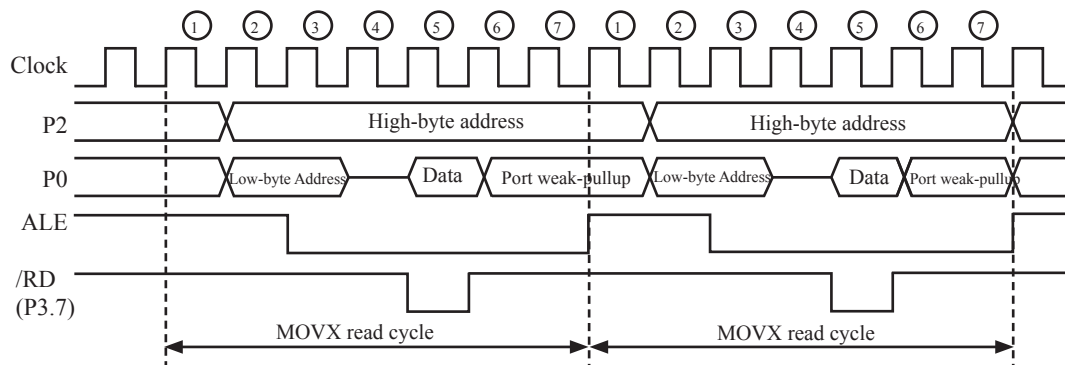 1 2 3 4 5 6 7 1 2 3 4 5 6 7
Clock
P2 High-byte address High-byte address
P0 Low-byte Address Data Port weak-pullup Low-byte Address Data Port weak-pullup
ALE
/RD
(P3.7)
MOVX read cycle MOVX read cycle